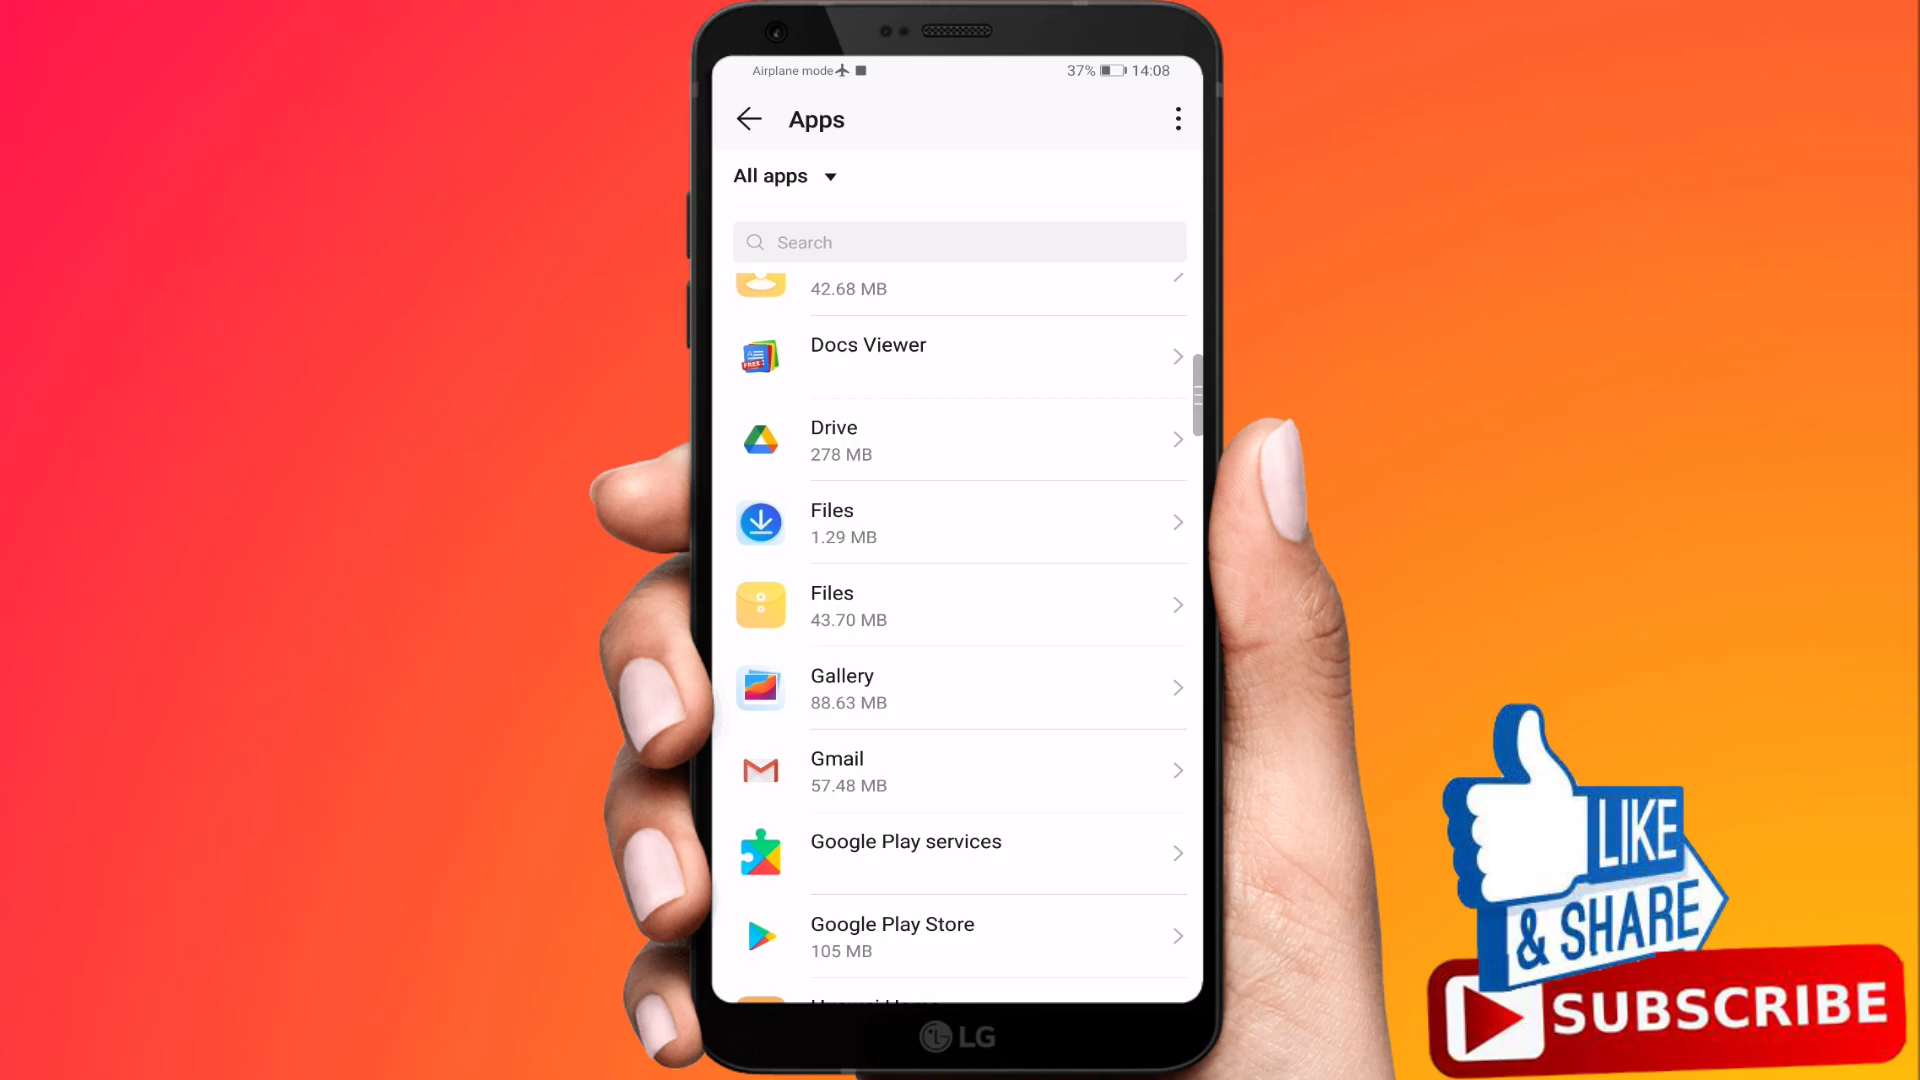 Airplane mode
37% 14:08
Apps
All apps
Search
42.68 MB
Docs Viewer
FREE
Drive
278 MB
Files
1.29 MB
Files
43.70 MB
Gallery
88.63 MB
Gmail
57.48 MB
Google Play services
Google Play Store
105 MB
LG
LIKE
& SHARE
SUBSCRIBE